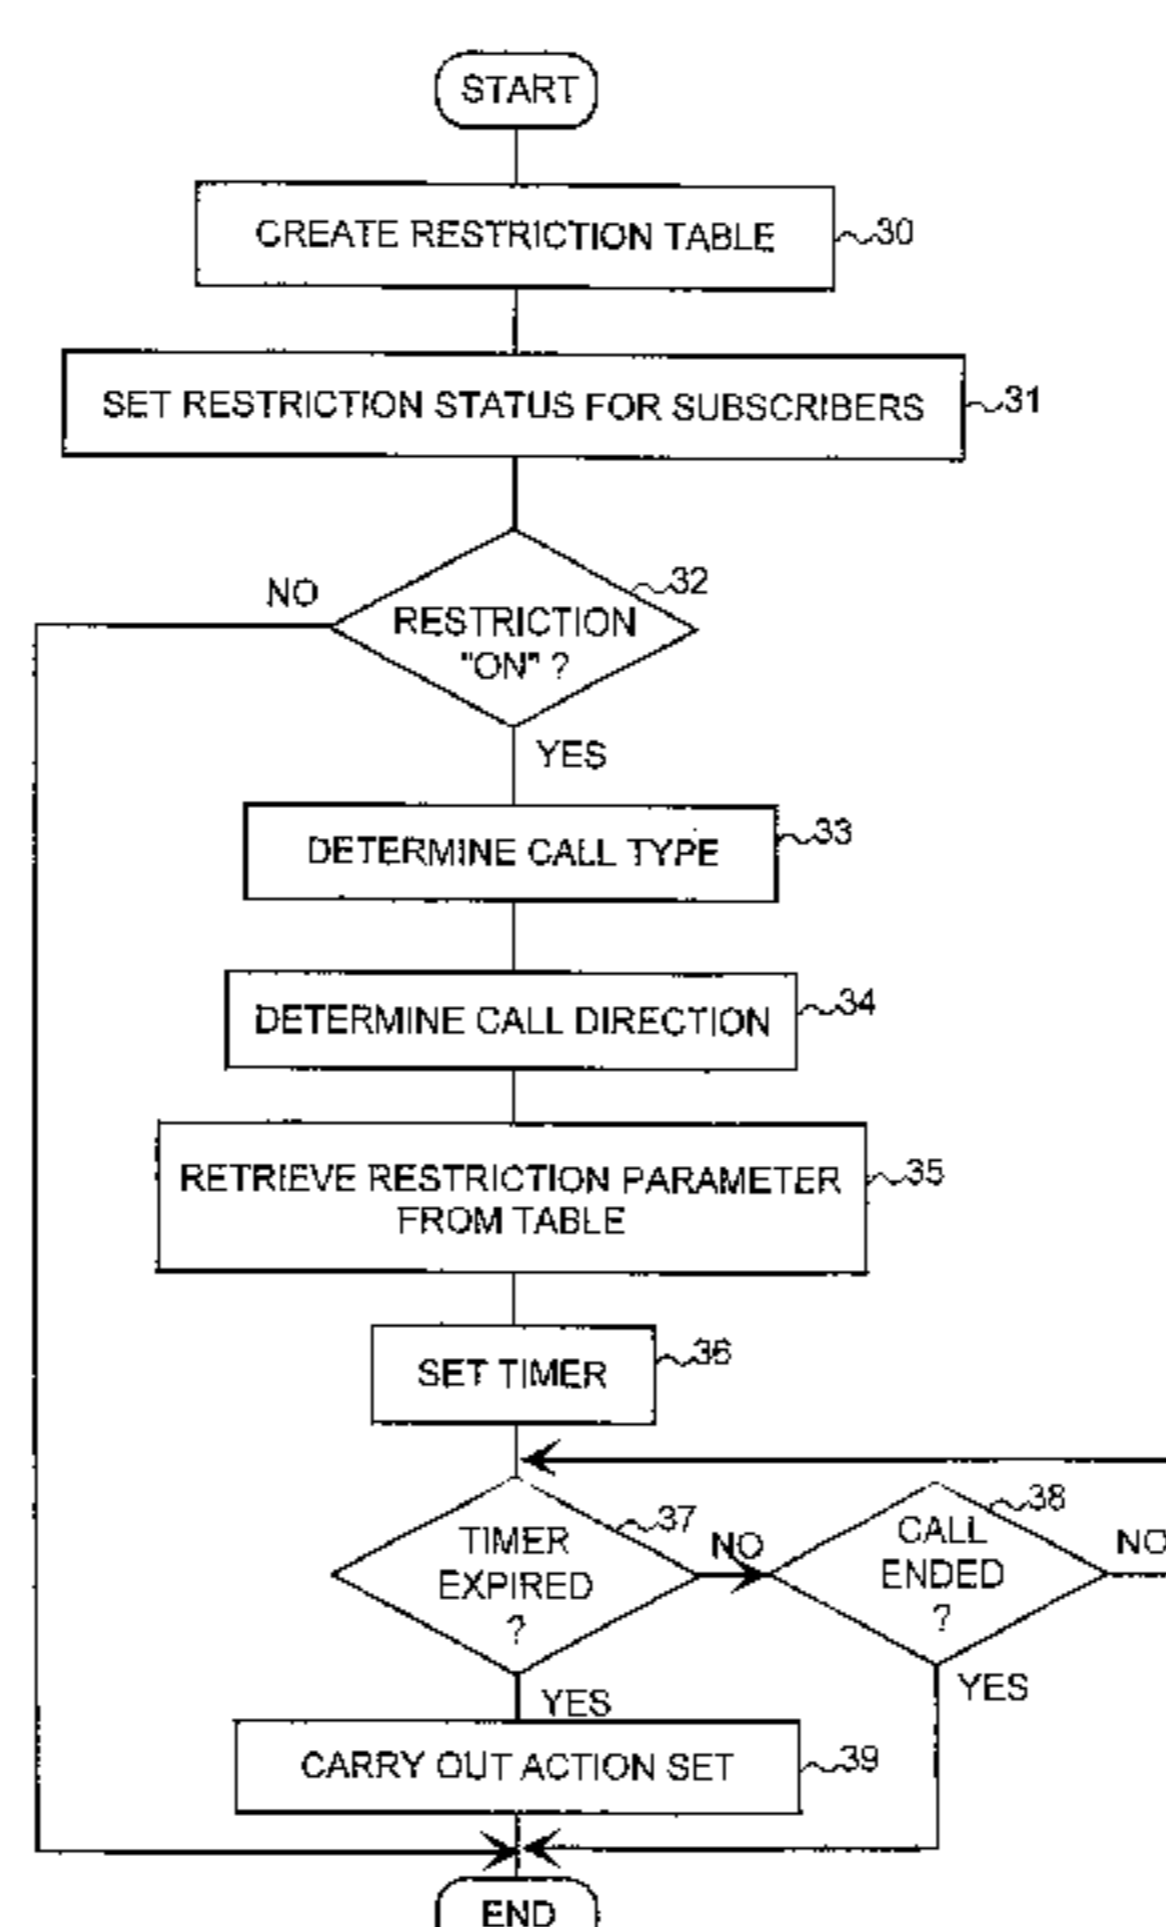 START
CREATE RESTRICTION TABLE
30
SET RESTRICTION STATUS FOR SUBSCRIBERS
31
32
NO
RESTRICTION
"ON" ?
YES
DETERMINE CALL TYPE
33
DETERMINE CALL DIRECTION
34
RETRIEVE RESTRICTION PARAMETER
FROM TABLE
35
SET TIMER
36
TIMER
EXPIRED
?
37
NO
CALL
ENDED
?
38
NO
YES
YES
CARRY OUT ACTION SET
39
END